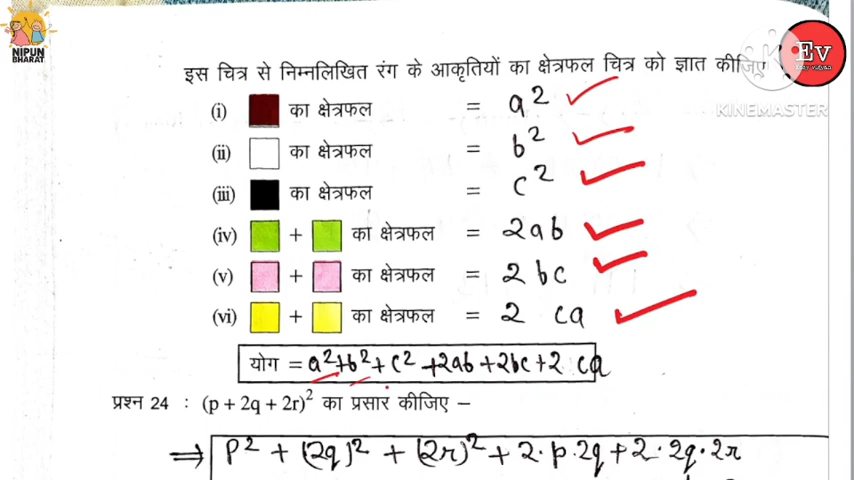 NIPUN
BHARAT
Ev
KINEMASTER
इस चित्र से निम्नलिखित रंग के आकृतियों का क्षेत्रफल चित्र को ज्ञात कीजिए
(i) का क्षेत्रफल = a²
(ii) का क्षेत्रफल = b²
(iii) का क्षेत्रफल = c²
(iv) + का क्षेत्रफल = 2ab
(v) + का क्षेत्रफल = 2bc
(vi) + का क्षेत्रफल = 2 ca
योग = a²+b²+c²+2ab+2bc+2 ca
प्रश्न 24 : (p + 2q + 2r)² का प्रसार कीजिए –
⇒ p² + (2q)² + (2r)² + 2·p·2q + 2·2q·2r